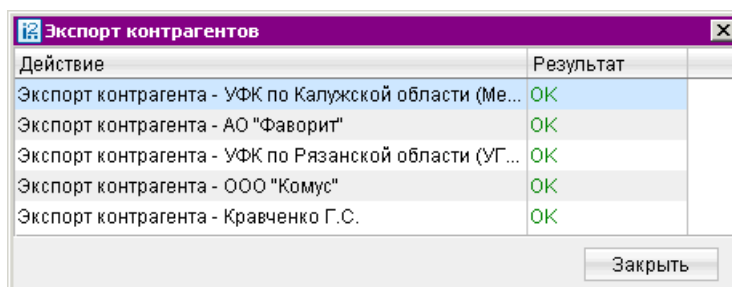 Экспорт контрагентов
Действие Результат
Экспорт контрагента - УФК по Калужской области (Ме... OK
Экспорт контрагента - АО "Фаворит" OK
Экспорт контрагента - УФК по Рязанской области (УГ... OK
Экспорт контрагента - ООО "Комус" OK
Экспорт контрагента - Кравченко Г.С. OK
Закрыть